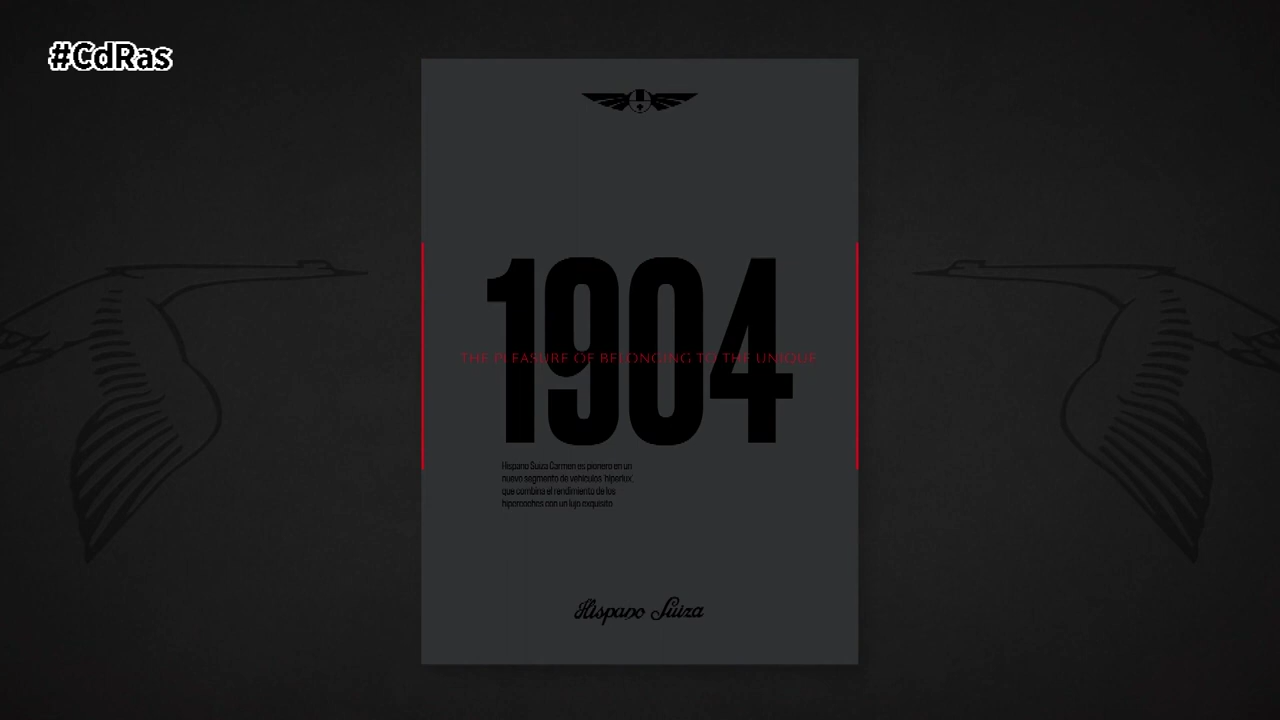 #CdRas
1904
THE PLEASURE OF BELONGING TO THE UNIQUE
Hispano Suiza Carmen es pionero en un
nuevo segmento de vehículos 'hiperlux',
que combina el rendimiento de los
hipercoches con un lujo exquisito
Hispano Suiza